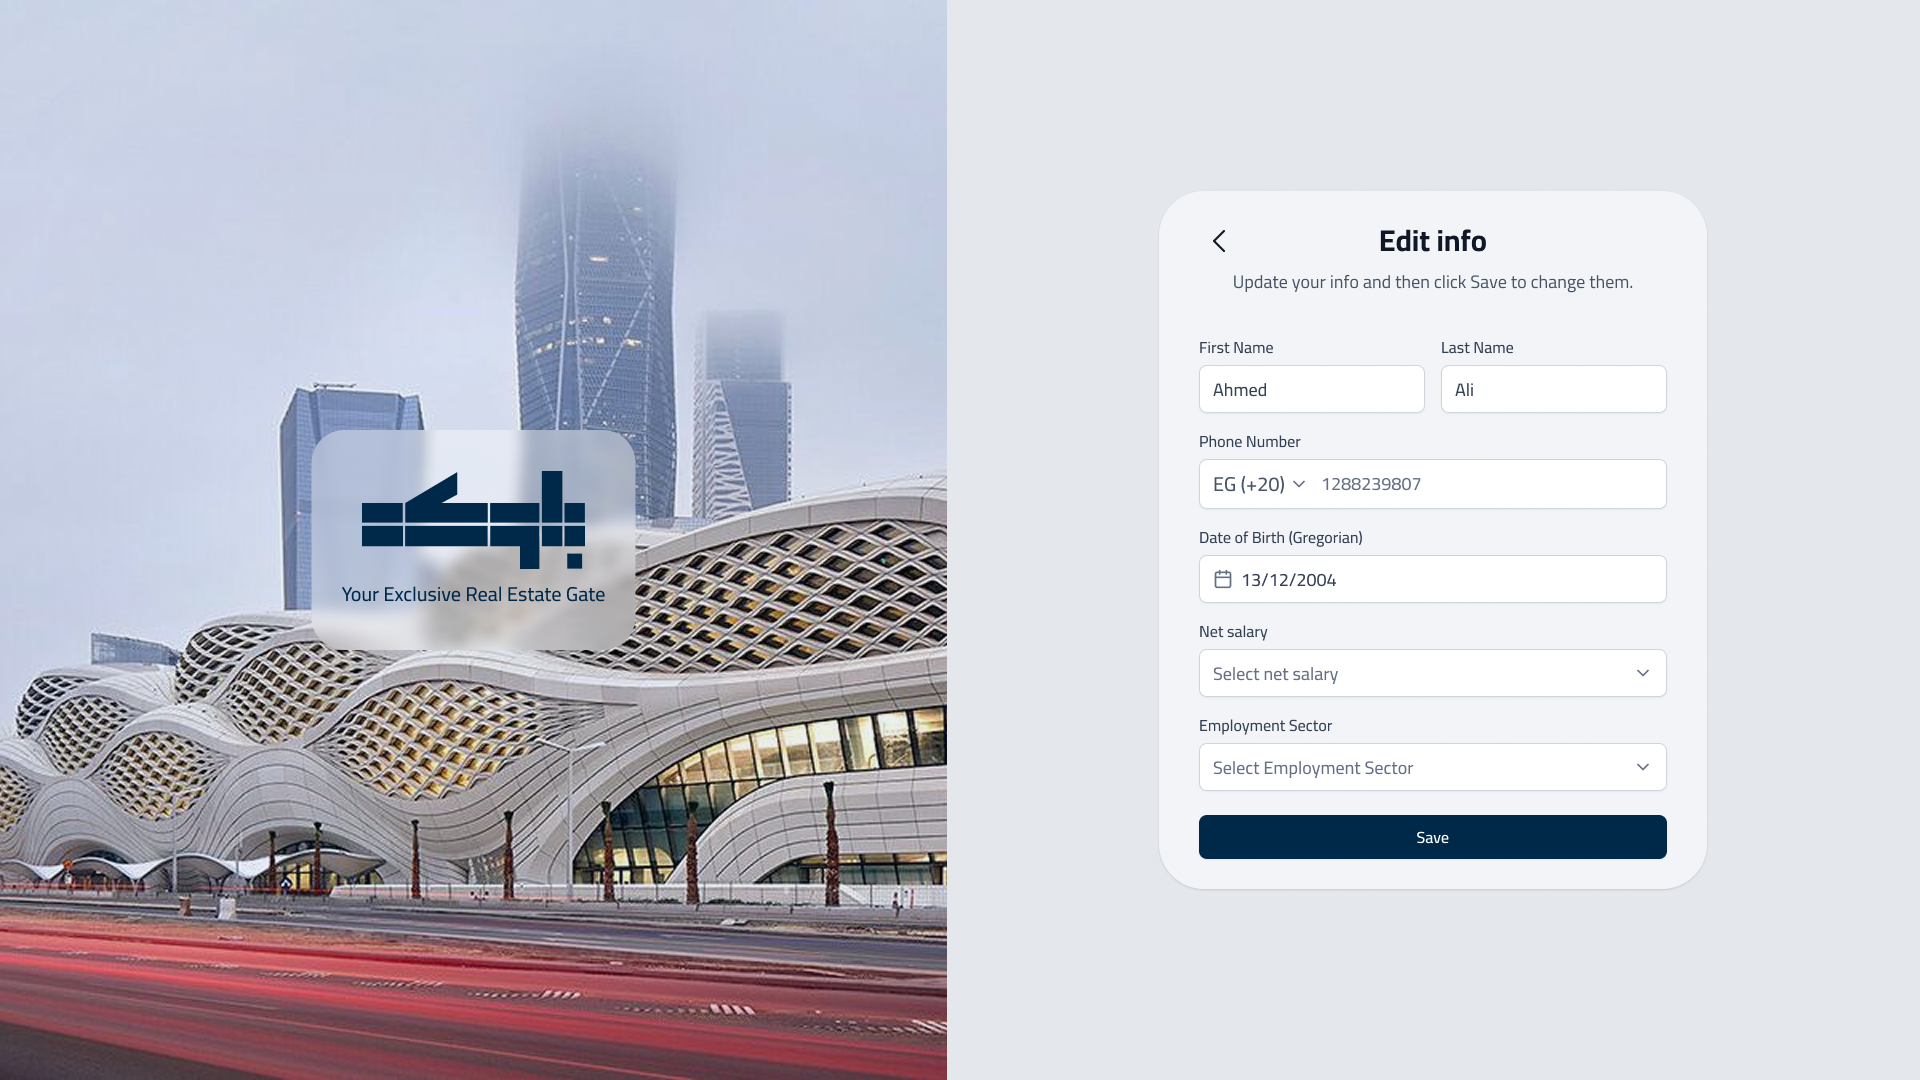 Your Exclusive Real Estate Gate
Edit info
Update your info and then click Save to change them.
First Name
Last Name
Ahmed
Ali
Phone Number
EG (+20)
1288239807
Date of Birth (Gregorian)
13/12/2004
Net salary
Select net salary
Employment Sector
Select Employment Sector
Save